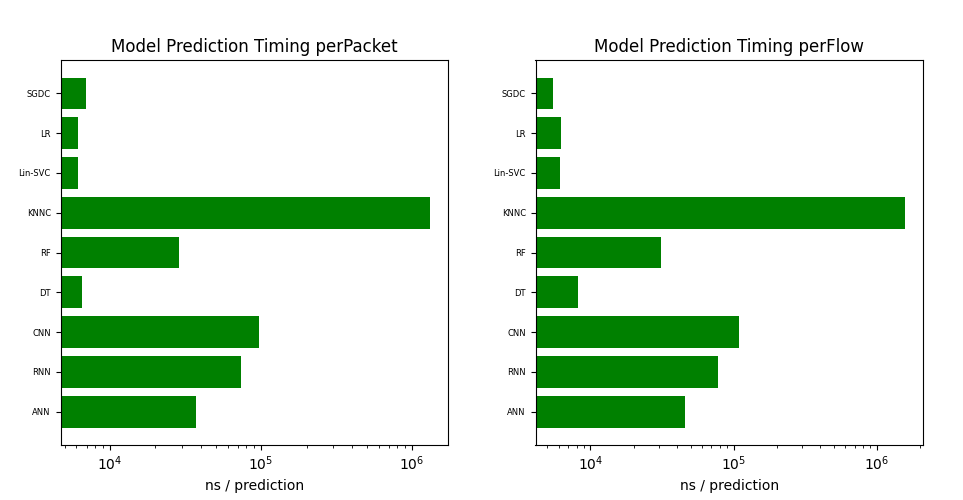 Model Prediction Timing perPacket
SGDC
LR
Lin-SVC
KNNC
RF
DT
CNN
RNN
ANN
10^4 10^5 10^6
ns / prediction
Model Prediction Timing perFlow
SGDC
LR
Lin-SVC
KNNC
RF
DT
CNN
RNN
ANN
10^4 10^5 10^6
ns / prediction